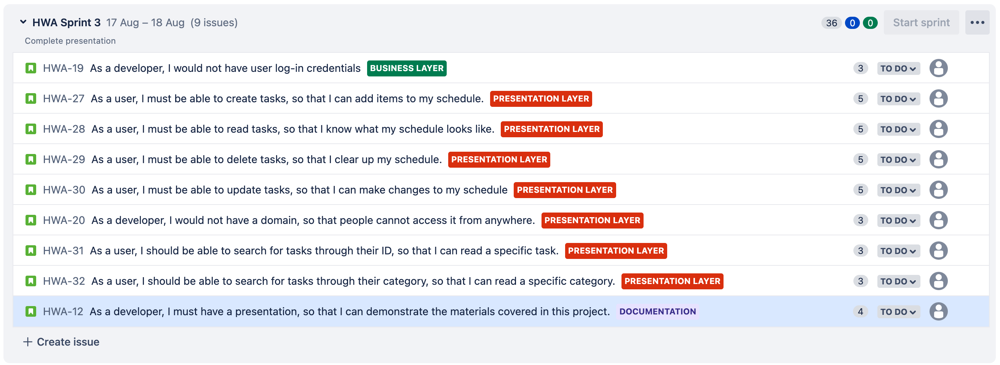 HWA Sprint 3 17 Aug – 18 Aug (9 issues) 36 0 0 Start sprint
Complete presentation
HWA-19 As a developer, I would not have user log-in credentials BUSINESS LAYER 3 TO DO
HWA-27 As a user, I must be able to create tasks, so that I can add items to my schedule. PRESENTATION LAYER 5 TO DO
HWA-28 As a user, I must be able to read tasks, so that I know what my schedule looks like. PRESENTATION LAYER 5 TO DO
HWA-29 As a user, I must be able to delete tasks, so that I clear up my schedule. PRESENTATION LAYER 5 TO DO
HWA-30 As a user, I must be able to update tasks, so that I can make changes to my schedule PRESENTATION LAYER 5 TO DO
HWA-20 As a developer, I would not have a domain, so that people cannot access it from anywhere. PRESENTATION LAYER 3 TO DO
HWA-31 As a user, I should be able to search for tasks through their ID, so that I can read a specific task. PRESENTATION LAYER 3 TO DO
HWA-32 As a user, I should be able to search for tasks through their category, so that I can read a specific category. PRESENTATION LAYER 3 TO DO
HWA-12 As a developer, I must have a presentation, so that I can demonstrate the materials covered in this project. DOCUMENTATION 4 TO DO
+ Create issue